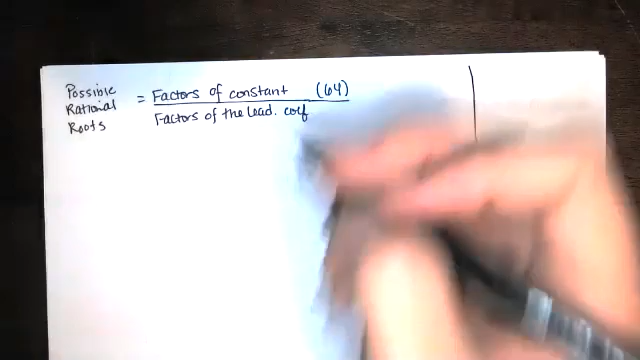 Possible
Rational
Roots
= Factors of constant (64)
Factors of the lead. coef